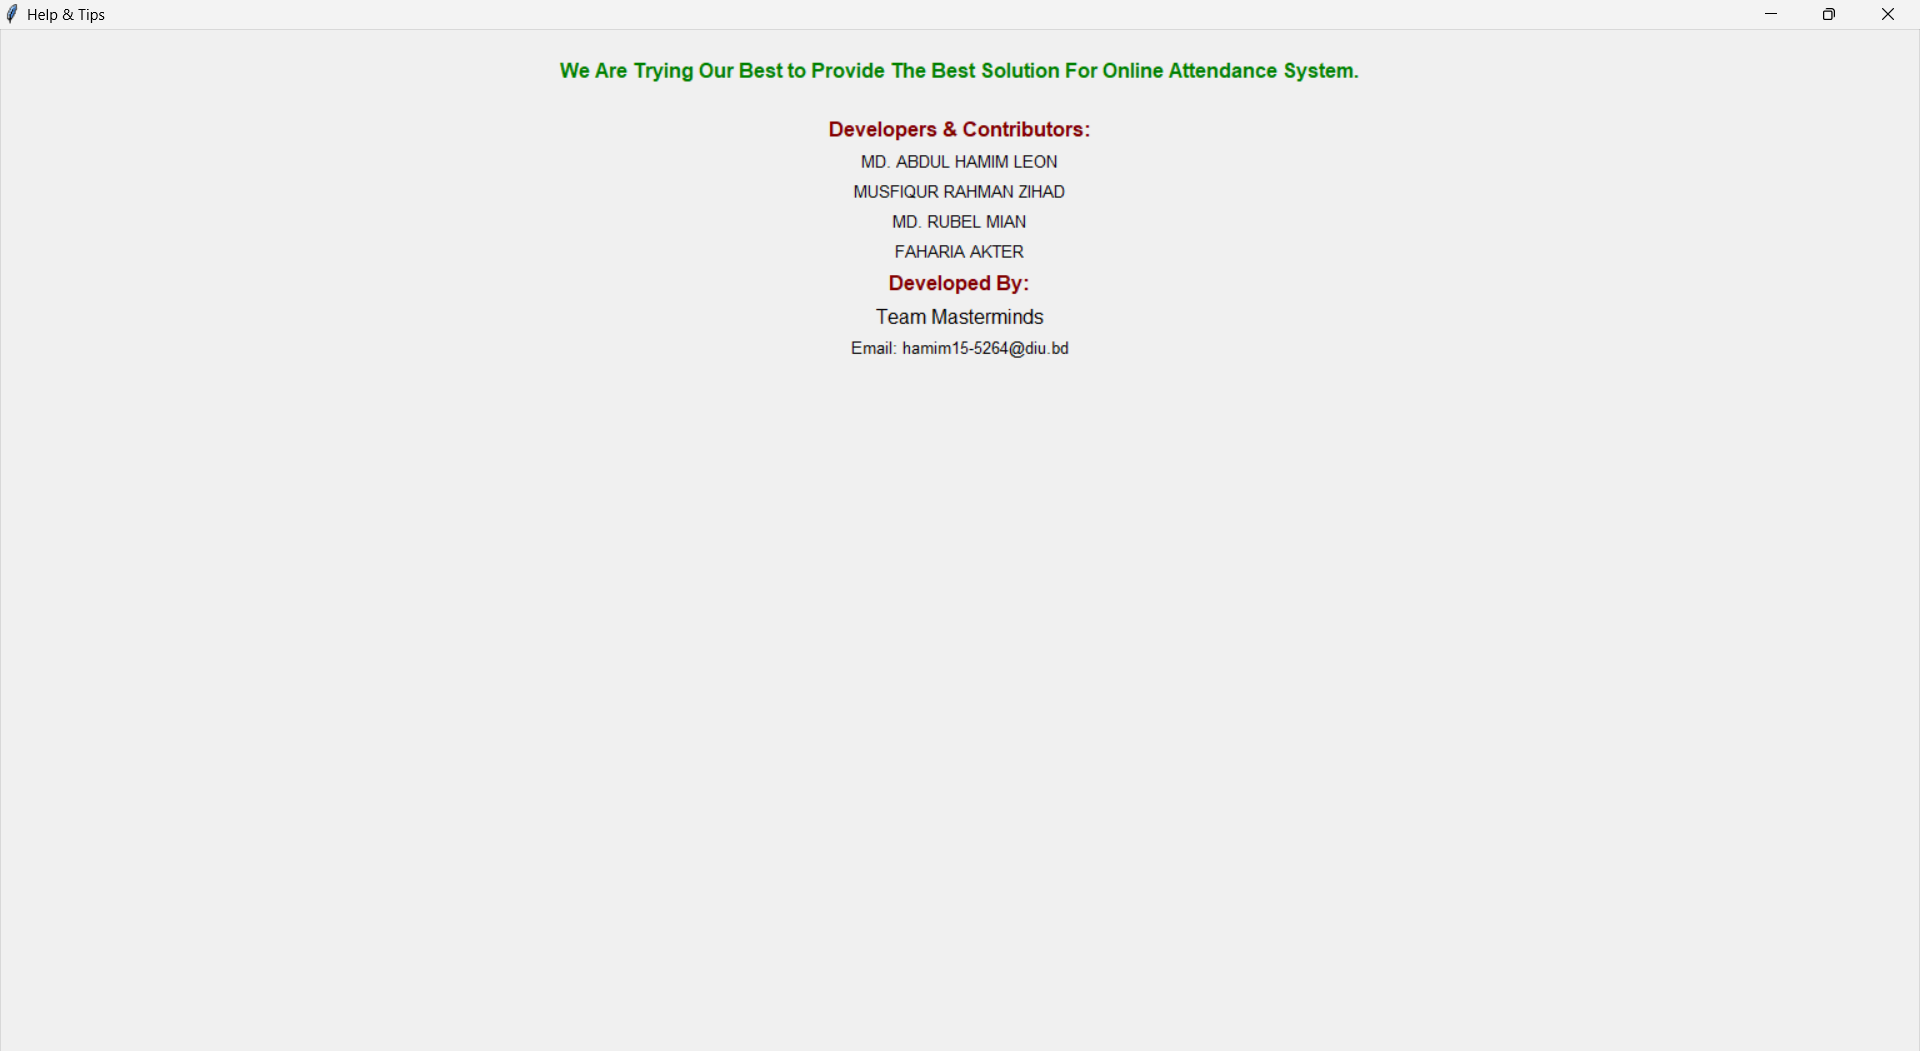 Help & Tips
We Are Trying Our Best to Provide The Best Solution For Online Attendance System.
Developers & Contributors:
MD. ABDUL HAMIM LEON
MUSFIQUR RAHMAN ZIHAD
MD. RUBEL MIAN
FAHARIA AKTER
Developed By:
Team Masterminds
Email: hamim15-5264@diu.bd